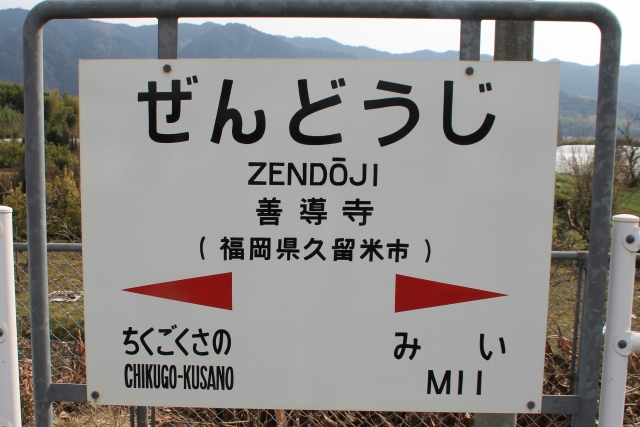 ぜんどうじ
ZENDŌJI
善導寺
(福岡県久留米市)
ちくごくさの みい
CHIKUGO-KUSANO MII